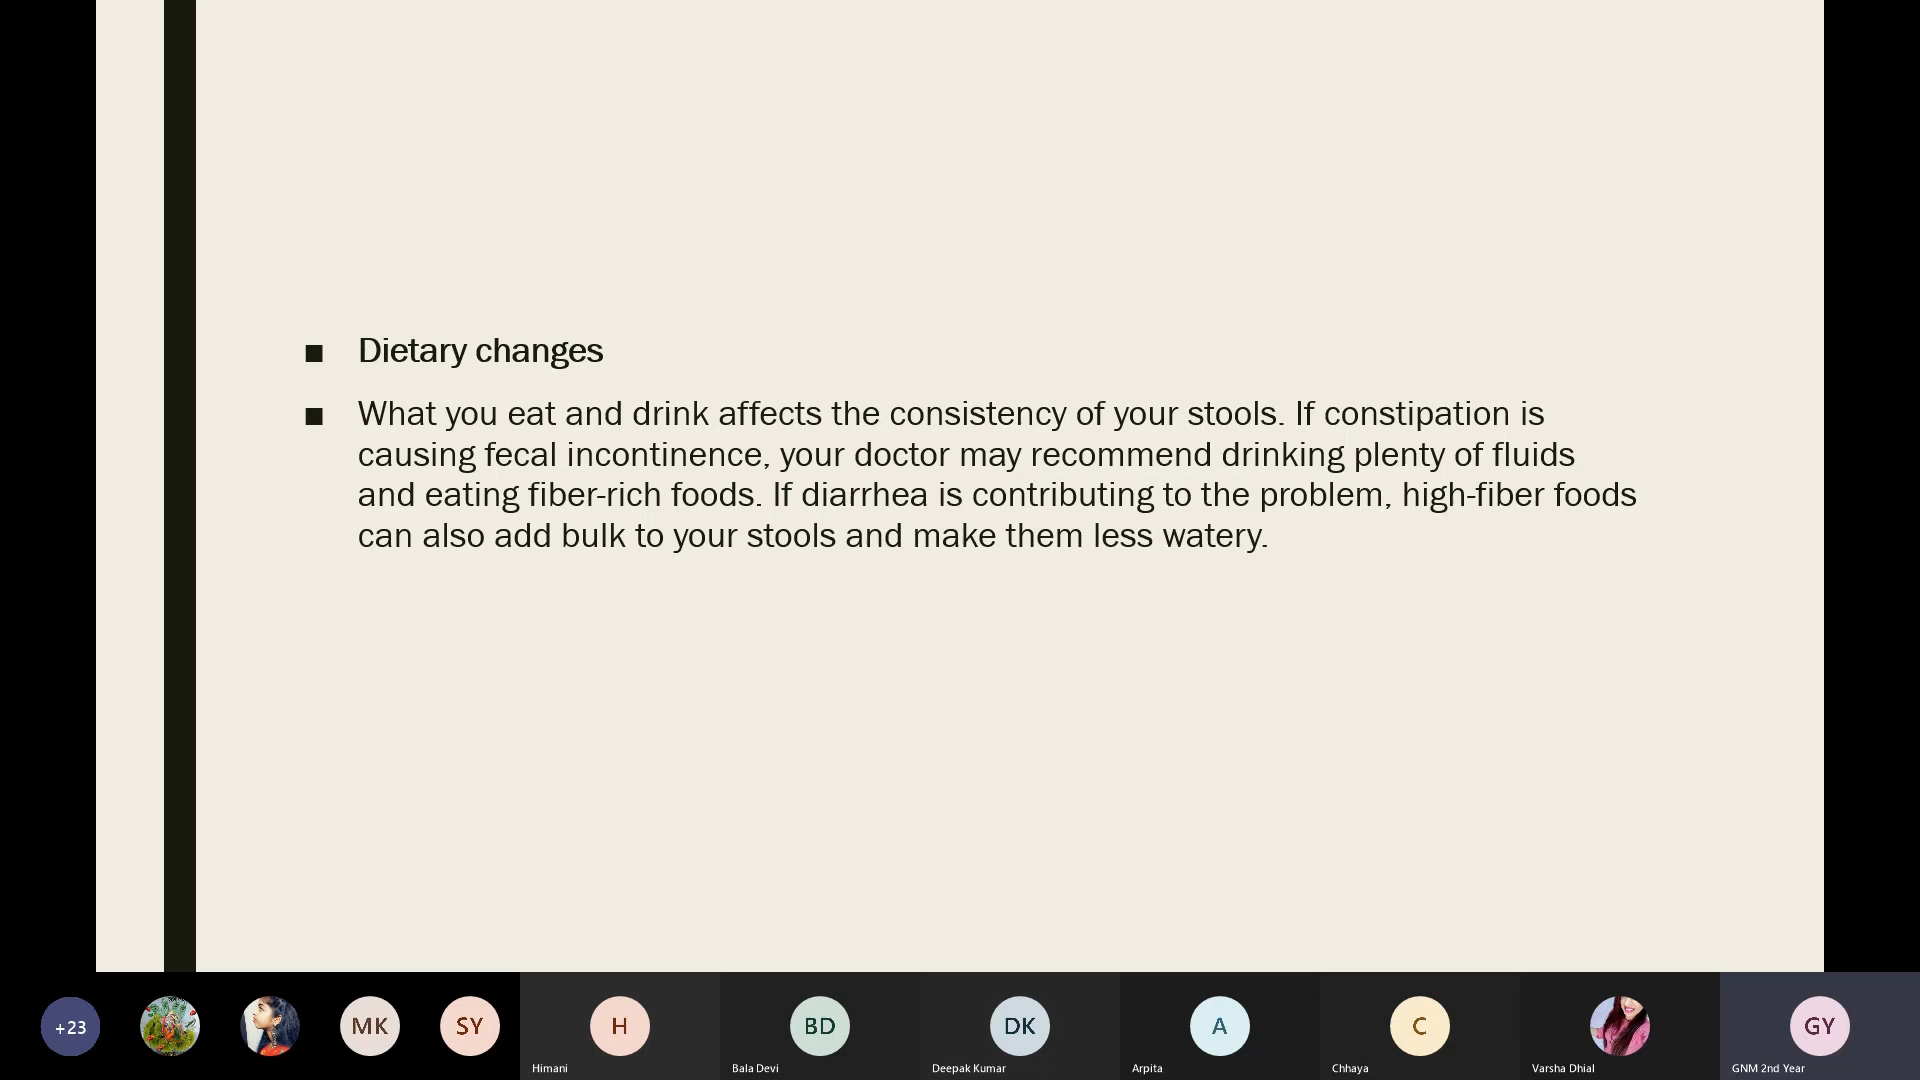 ■ Dietary changes
■ What you eat and drink affects the consistency of your stools. If constipation is
causing fecal incontinence, your doctor may recommend drinking plenty of fluids
and eating fiber-rich foods. If diarrhea is contributing to the problem, high-fiber foods
can also add bulk to your stools and make them less watery.
+23
MK
SY
H
BD
DK
A
C
GY
Himani
Bala Devi
Deepak Kumar
Arpita
Chhaya
Varsha Dhial
GNM 2nd Year